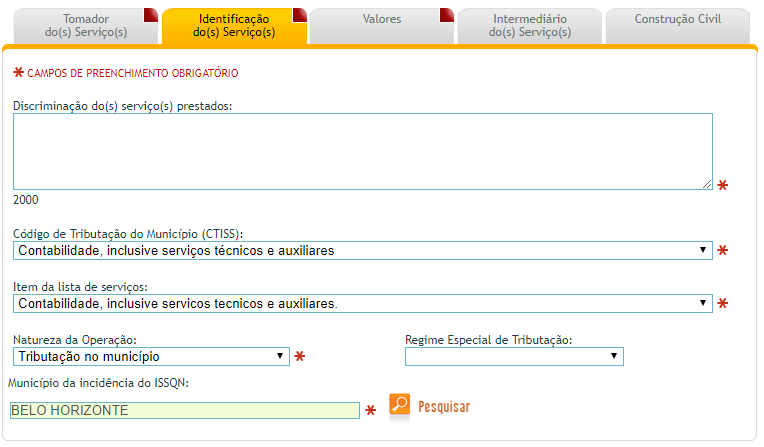 Tomador
do(s) Serviço(s)
Identificação
do(s) Serviço(s)
Valores
Intermediário
do(s) Serviço(s)
Construção Civil
* CAMPOS DE PREENCHIMENTO OBRIGATÓRIO
Discriminação do(s) serviço(s) prestados:
*
2000
Código de Tributação do Município (CTISS):
Contabilidade, inclusive serviços técnicos e auxiliares *
Item da lista de serviços:
Contabilidade, inclusive servicos tecnicos e auxiliares. *
Natureza da Operação: Regime Especial de Tributação:
Tributação no município *
Município da incidência do ISSQN:
BELO HORIZONTE * Pesquisar